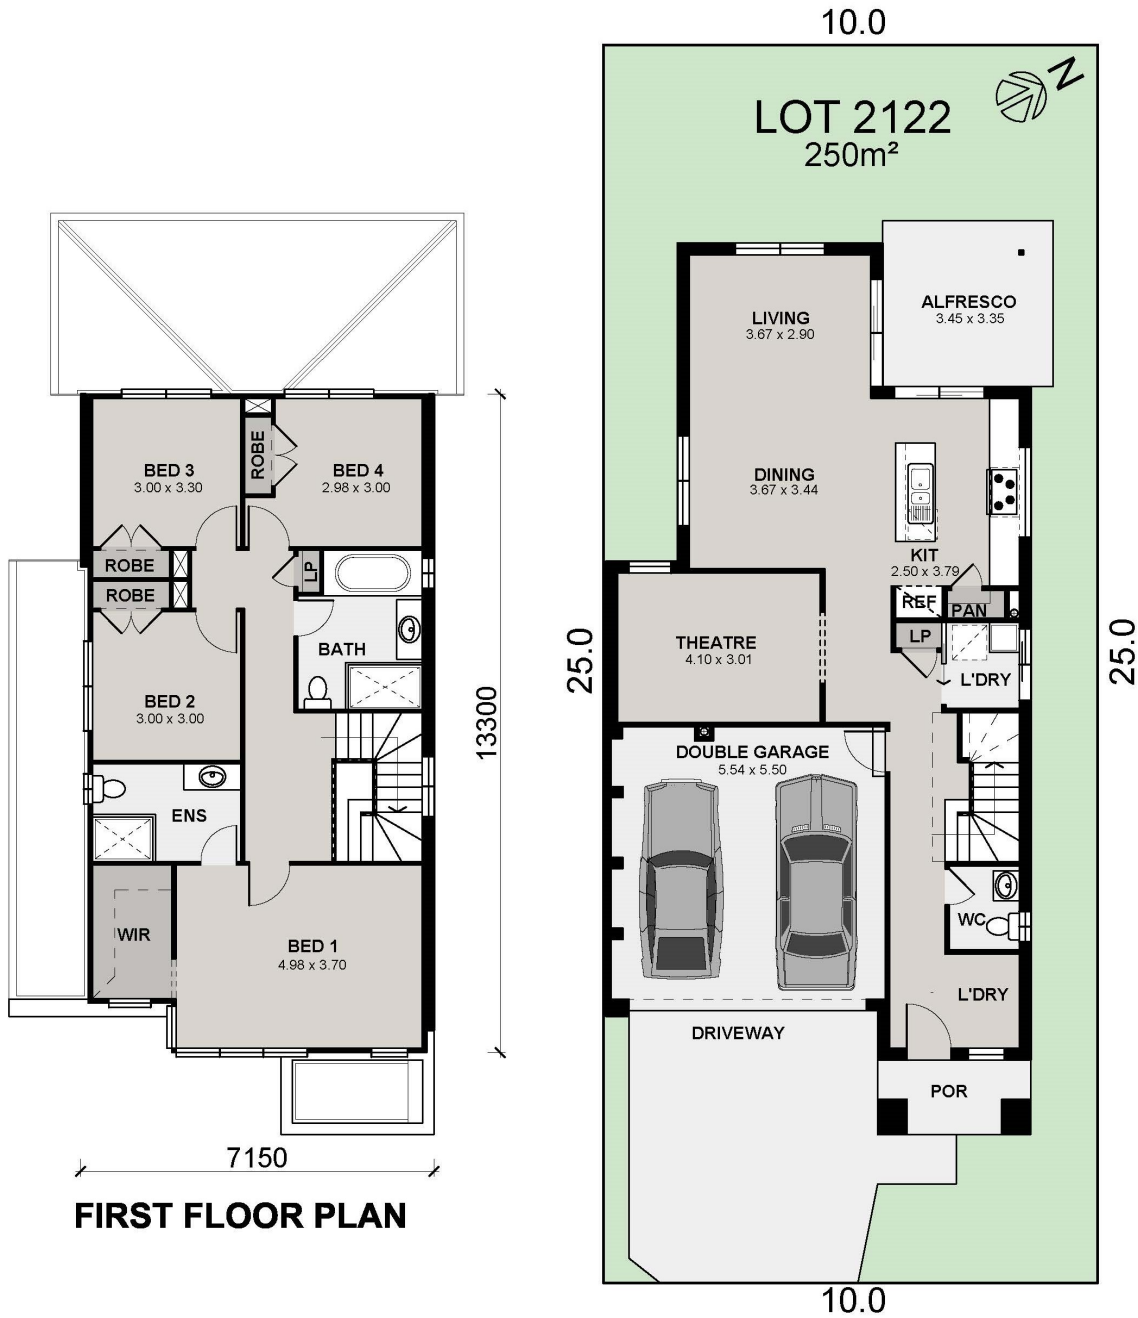 10.0
N
LOT 2122
250m²
ALFRESCO
3.45 x 3.35
LIVING
3.67 x 2.90
DINING
3.67 x 3.44
KIT
2.50 x 3.79
REF
PAN
LP
L'DRY
THEATRE
4.10 x 3.01
25.0
25.0
DOUBLE GARAGE
5.54 x 5.50
WC
L'DRY
DRIVEWAY
POR
10.0
BED 3
3.00 x 3.30
ROBE
BED 4
2.98 x 3.00
ROBE
ROBE
LP
BATH
BED 2
3.00 x 3.00
ENS
WIR
BED 1
4.98 x 3.70
13300
7150
FIRST FLOOR PLAN